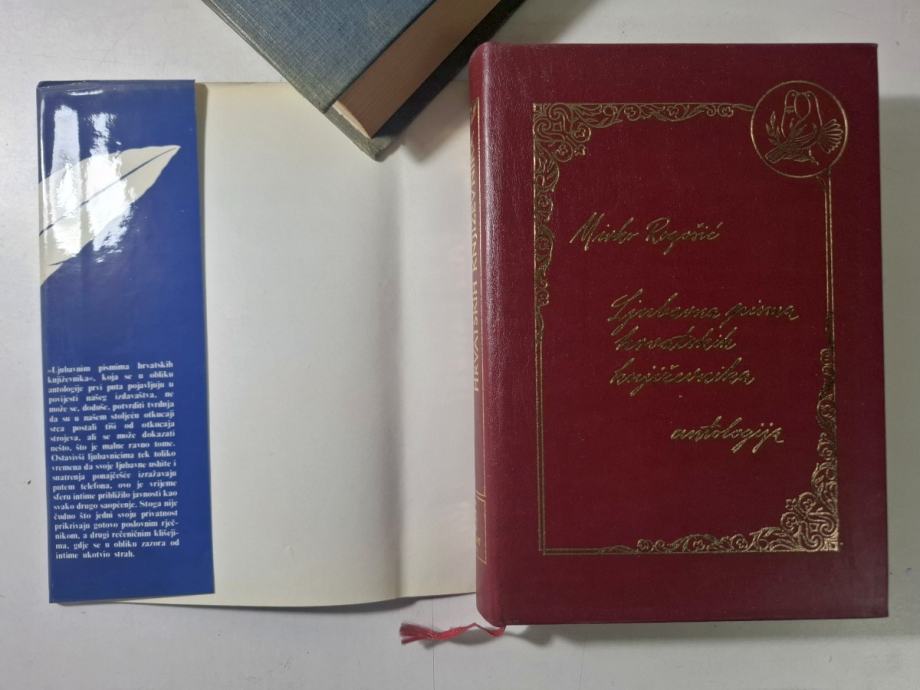 »Ljubavnim pismima hrvatskih
književnika«, koja se u obliku
antologije prvi puta pojavljuju u
povijesti našeg izdavaštva, ne
može se, doduše, potvrditi tvrdnja
da su u našem stoljeću otkucaji
srca postali tiši od otkucaja
strojeva, ali se može dokazati
nešto, što je malne ravno tome.
Ostavivši ljubavnicima tek toliko
vremena da svoje ljubavne ushite i
snatrenja ponajčešće izražavaju
putem telefona, ovo je vrijeme
sferu intime približilo javnosti kao
svako drugo saopćenje. Stoga nije
čudno što jedni svoju privatnost
prikrivaju gotovo poslovnim rječ-
nikom, a drugi rečeničnim klišeji-
ma, gdje se u obliku zazora od
intime ukotvio strah.
HRVATSKIH KNJIŽEVNIKA
Mirko Rogošić
Ljubavna pisma
hrvatskih
književnika
antologija